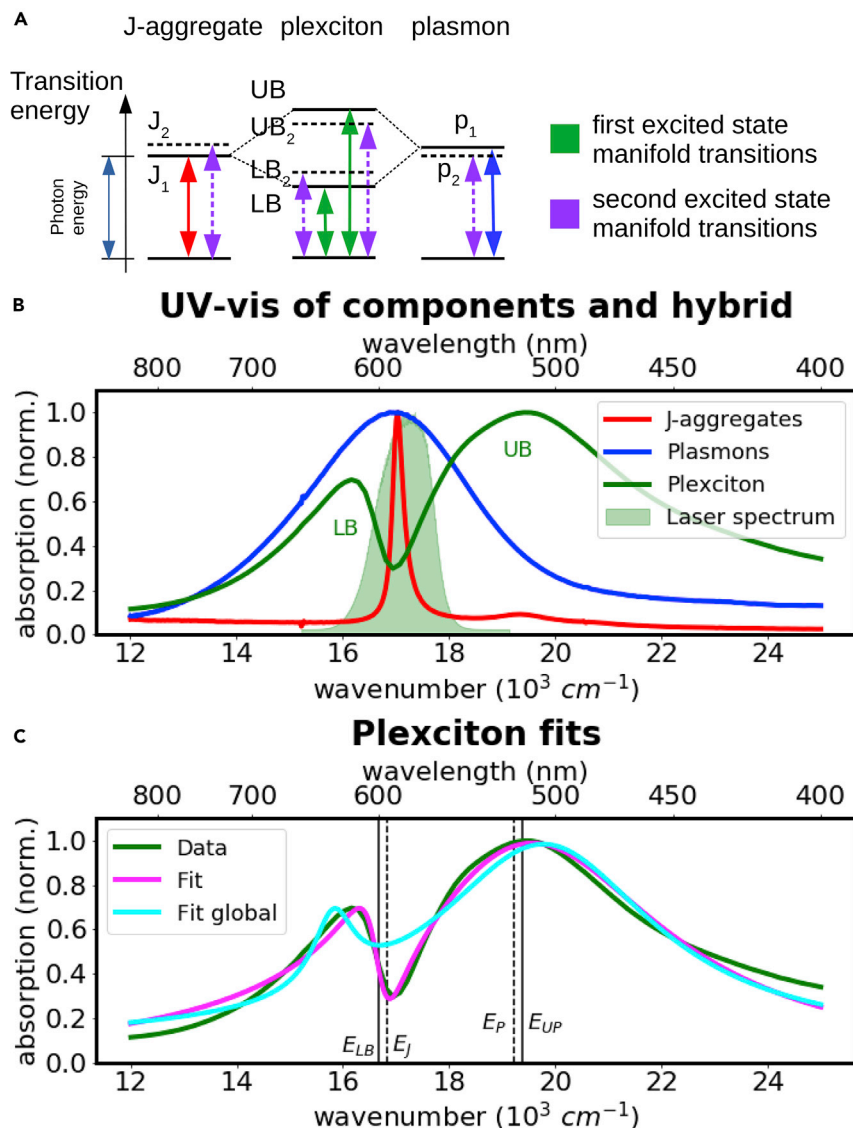 A
J-aggregate plexciton plasmon
Transition
energy
Photon
energy
J₂
J₁
UB
UB₂
LB₂
LB
p₁
p₂
first excited state
manifold transitions
second excited state
manifold transitions
B
UV-vis of components and hybrid
wavelength (nm)
800 700 600 500 450 400
absorption (norm.)
1.0
0.8
0.6
0.4
0.2
0.0
LB
UB
J-aggregates
Plasmons
Plexciton
Laser spectrum
12 14 16 18 20 22 24
wavenumber (10³ cm⁻¹)
C
Plexciton fits
wavelength (nm)
800 700 600 500 450 400
absorption (norm.)
1.0
0.8
0.6
0.4
0.2
0.0
Data
Fit
Fit global
E_LB E_J E_P E_UP
12 14 16 18 20 22 24
wavenumber (10³ cm⁻¹)